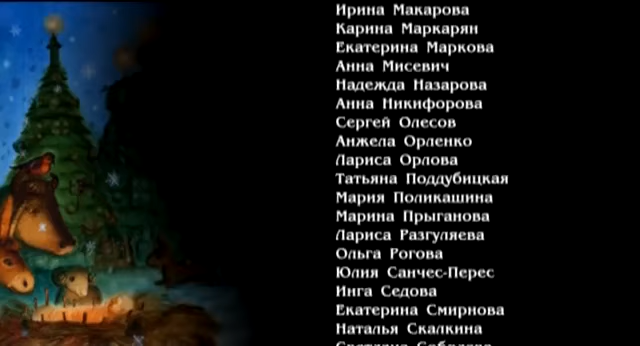 Ирина Макарова
Карина Маркарян
Екатерина Маркова
Анна Мисевич
Надежда Назарова
Анна Никифорова
Сергей Олесов
Анжела Орленко
Лариса Орлова
Татьяна Поддубицкая
Мария Поликашина
Марина Прыганова
Лариса Разгуляева
Ольга Рогова
Юлия Санчес-Перес
Инга Седова
Екатерина Смирнова
Наталья Скалкина